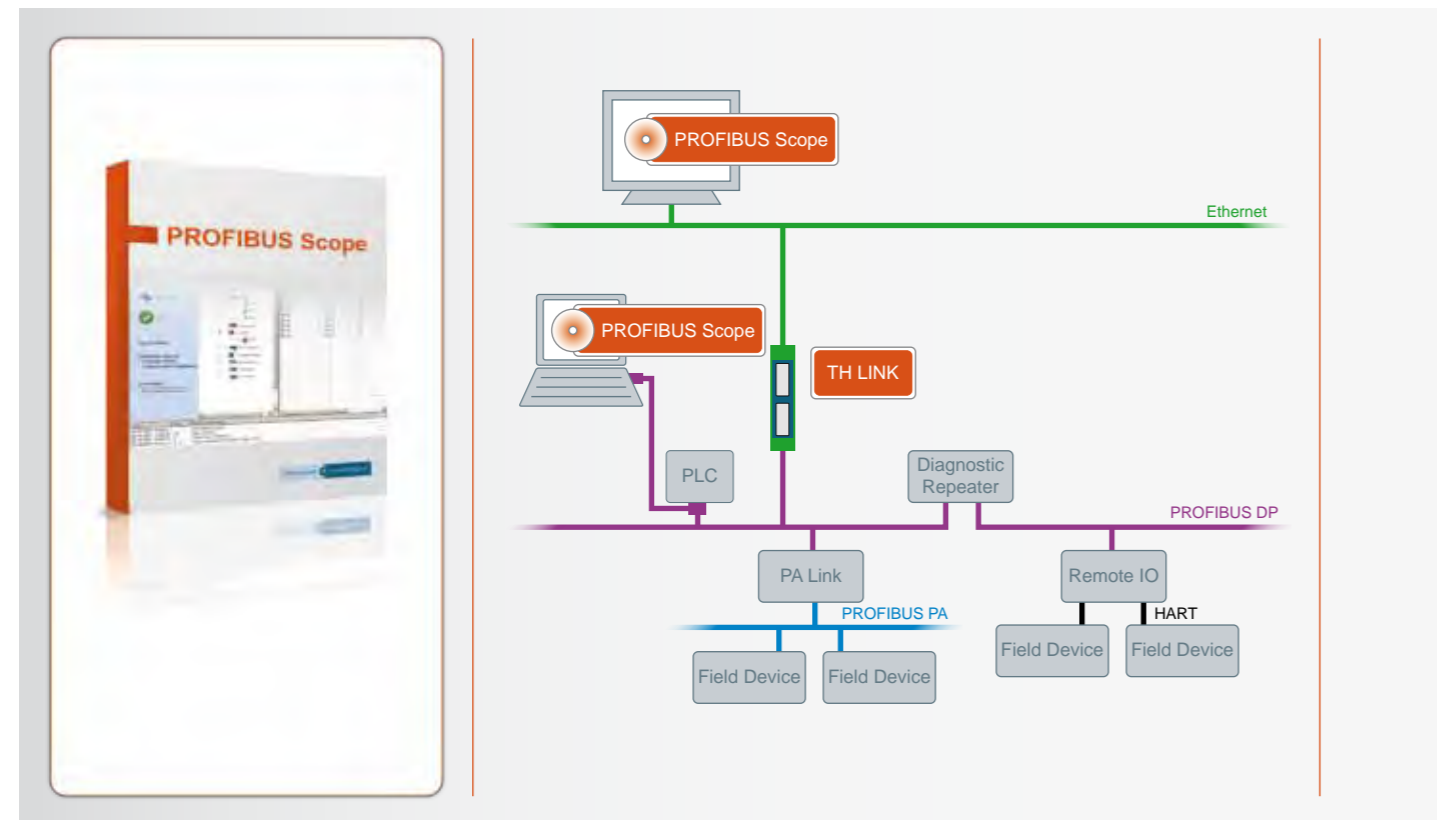 PROFIBUS Scope
PROFIBUS Scope
Ethernet
PROFIBUS Scope
TH LINK
PLC
Diagnostic
Repeater
PROFIBUS DP
PA Link
Remote IO
PROFIBUS PA
HART
Field Device
Field Device
Field Device
Field Device